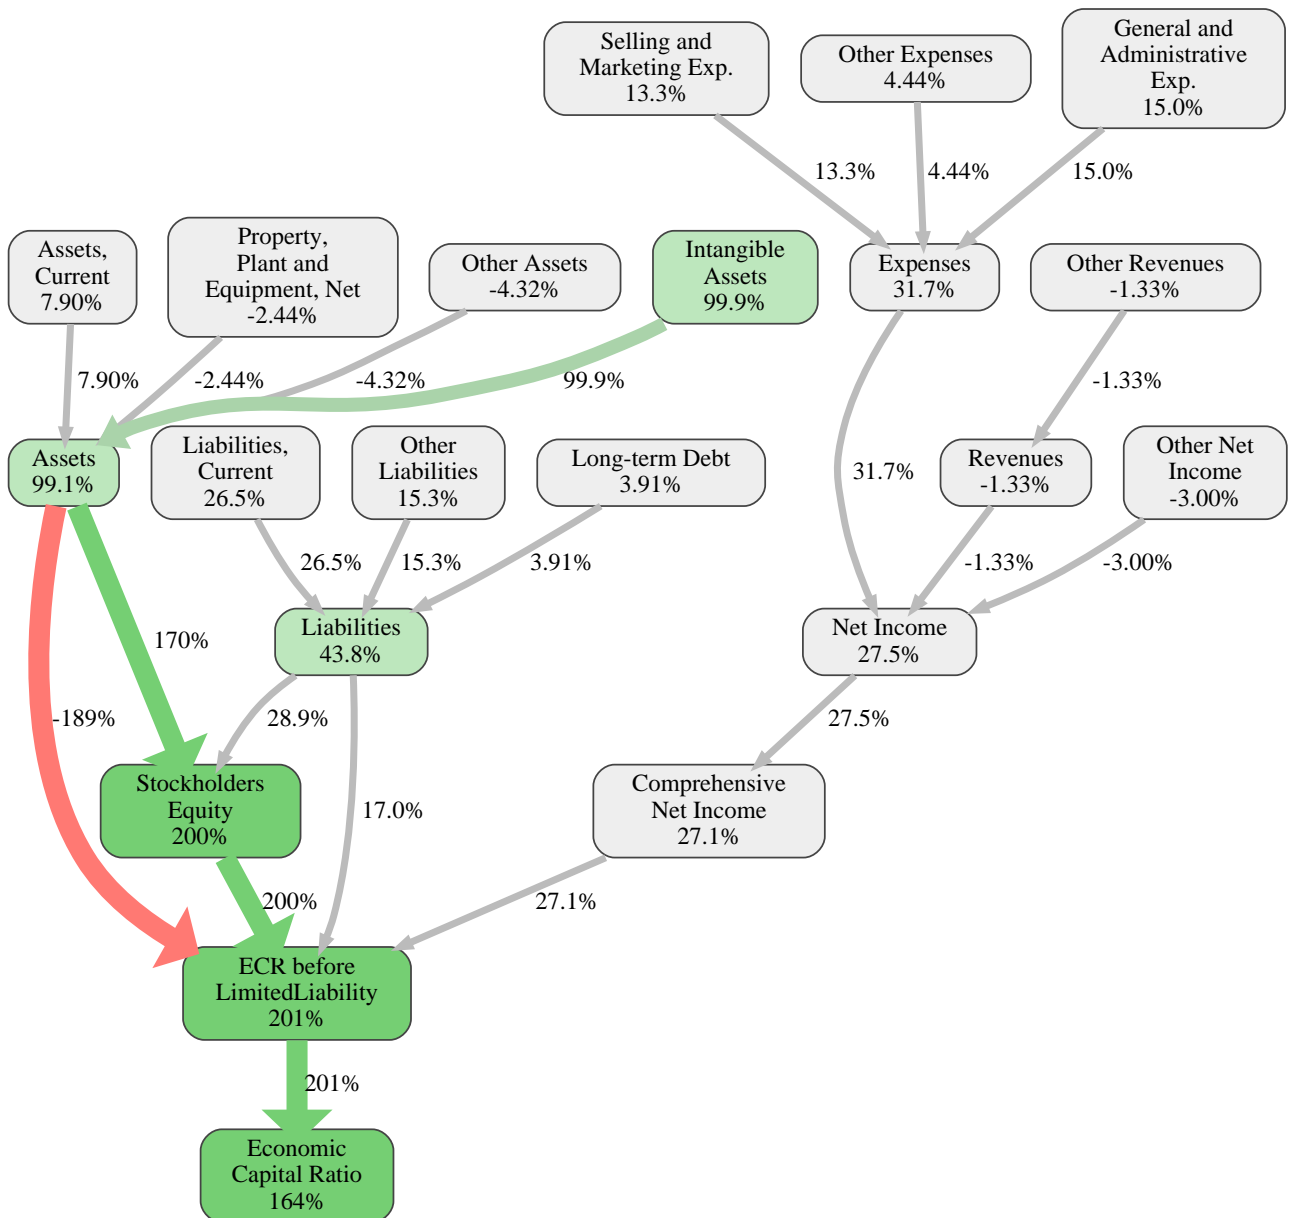 Selling and
Marketing Exp.
13.3%
Other Expenses
4.44%
General and
Administrative
Exp.
15.0%
13.3%
4.44%
15.0%
Assets,
Current
7.90%
Property,
Plant and
Equipment, Net
-2.44%
Other Assets
-4.32%
Intangible
Assets
99.9%
Expenses
31.7%
Other Revenues
-1.33%
7.90%
-2.44%
-4.32%
99.9%
-1.33%
Assets
99.1%
Liabilities,
Current
26.5%
Other
Liabilities
15.3%
Long-term Debt
3.91%
31.7%
Revenues
-1.33%
Other Net
Income
-3.00%
26.5%
15.3%
3.91%
-1.33%
-3.00%
170%
Liabilities
43.8%
Net Income
27.5%
-189%
28.9%
27.5%
Stockholders
Equity
200%
17.0%
Comprehensive
Net Income
27.1%
200%
27.1%
ECR before
LimitedLiability
201%
201%
Economic
Capital Ratio
164%